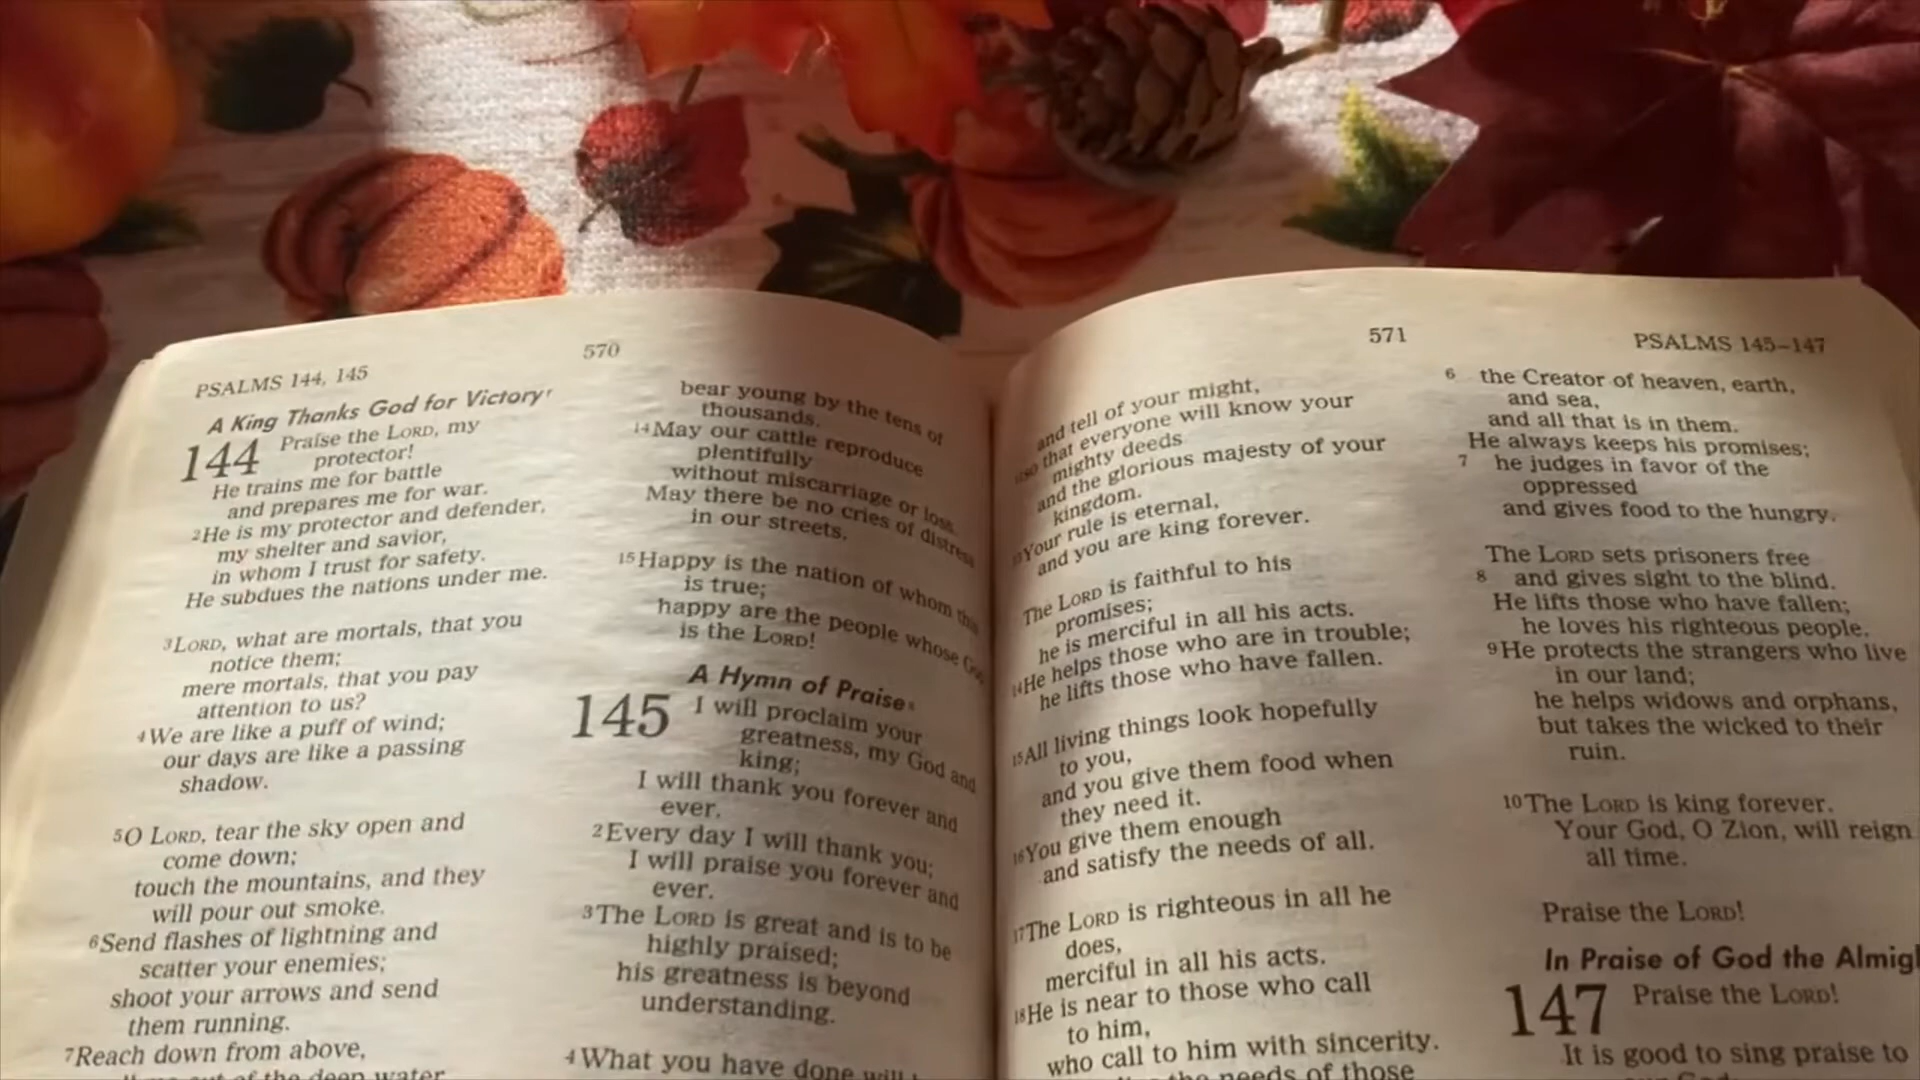 570
PSALMS 144, 145
A King Thanks God for Victory
144 Praise the LORD, my
protector!
He trains me for battle
and prepares me for war.
2He is my protector and defender,
my shelter and savior,
in whom I trust for safety.
He subdues the nations under me.
3LORD, what are mortals, that you
notice them;
mere mortals, that you pay
attention to us?
4We are like a puff of wind;
our days are like a passing
shadow.
5O LORD, tear the sky open and
come down;
touch the mountains, and they
will pour out smoke.
6Send flashes of lightning and
scatter your enemies;
shoot your arrows and send
them running.
7Reach down from above,
of the deep water
bear young by the tens of
thousands.
14May our cattle reproduce
plentifully
without miscarriage or loss.
May there be no cries of distress
in our streets.
15Happy is the nation of whom this
is true;
happy are the people whose God
is the LORD!
A Hymn of Praise
145 I will proclaim your
greatness, my God and
king;
I will thank you forever and
ever.
2Every day I will thank you;
I will praise you forever and
ever.
3The LORD is great and is to be
highly praised;
his greatness is beyond
understanding.
4What you have done will
571
PSALMS 145–147
and tell of your might,
so that everyone will know your
mighty deeds
and the glorious majesty of your
kingdom.
13Your rule is eternal,
and you are king forever.
The LORD is faithful to his
promises;
he is merciful in all his acts.
14He helps those who are in trouble;
he lifts those who have fallen.
15All living things look hopefully
to you,
and you give them food when
they need it.
16You give them enough
and satisfy the needs of all.
17The LORD is righteous in all he
does,
merciful in all his acts.
18He is near to those who call
to him,
who call to him with sincerity.
the needs of those
6 the Creator of heaven, earth,
and sea,
and all that is in them.
He always keeps his promises;
7 he judges in favor of the
oppressed
and gives food to the hungry.
The LORD sets prisoners free
8 and gives sight to the blind.
He lifts those who have fallen;
he loves his righteous people.
9He protects the strangers who live
in our land;
he helps widows and orphans,
but takes the wicked to their
ruin.
10The LORD is king forever.
Your God, O Zion, will reign
all time.
Praise the LORD!
In Praise of God the Almig
147 Praise the LORD!
It is good to sing praise to